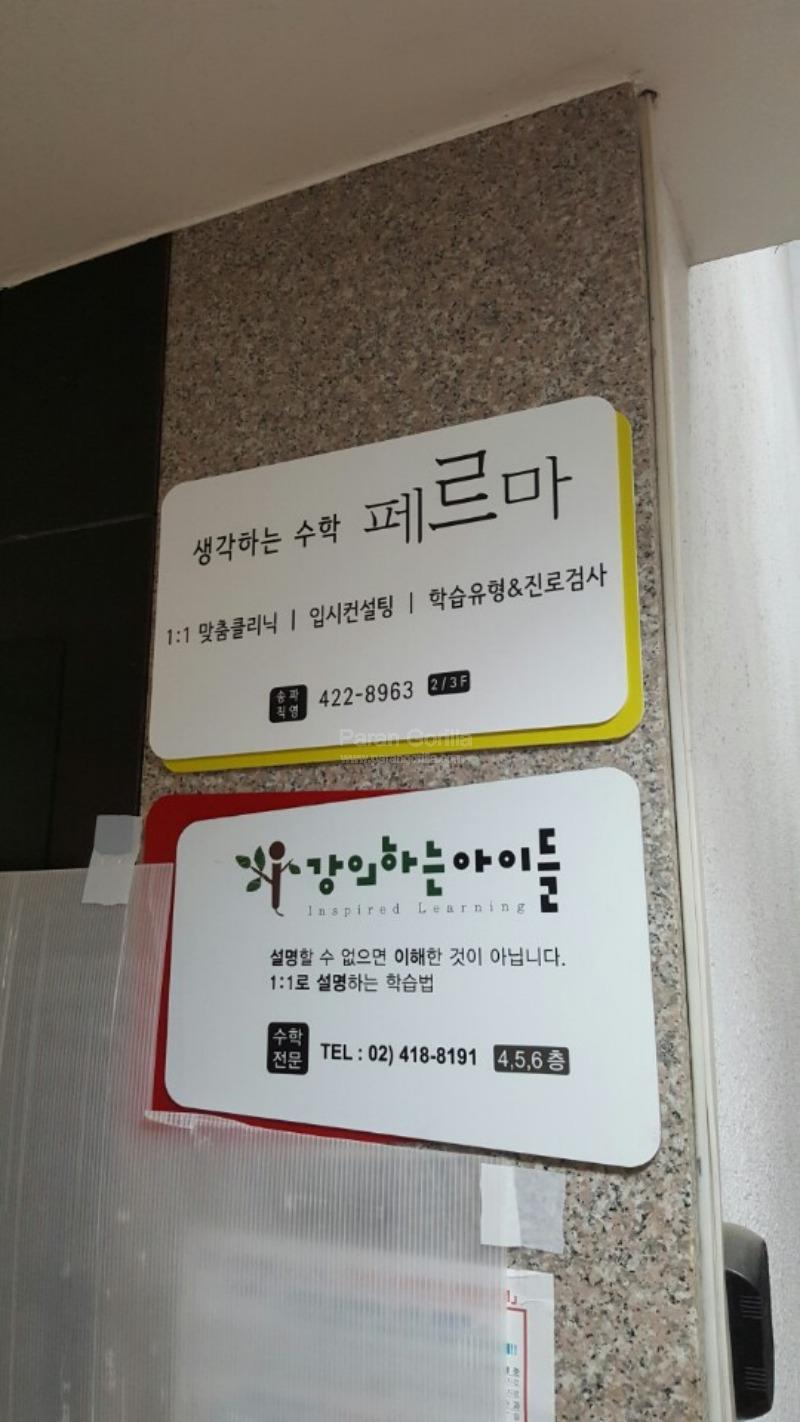 생각하는 수학 페르마
1:1 맞춤클리닉 | 입시컨설팅 | 학습유형&진로검사
송파
직영
422-8963 2/3F
Paran Gorilla
강의하는아이들
Inspired Learning
설명할 수 없으면 이해한 것이 아닙니다.
1:1로 설명하는 학습법
수학
전문
TEL : 02) 418-8191 4,5,6 층